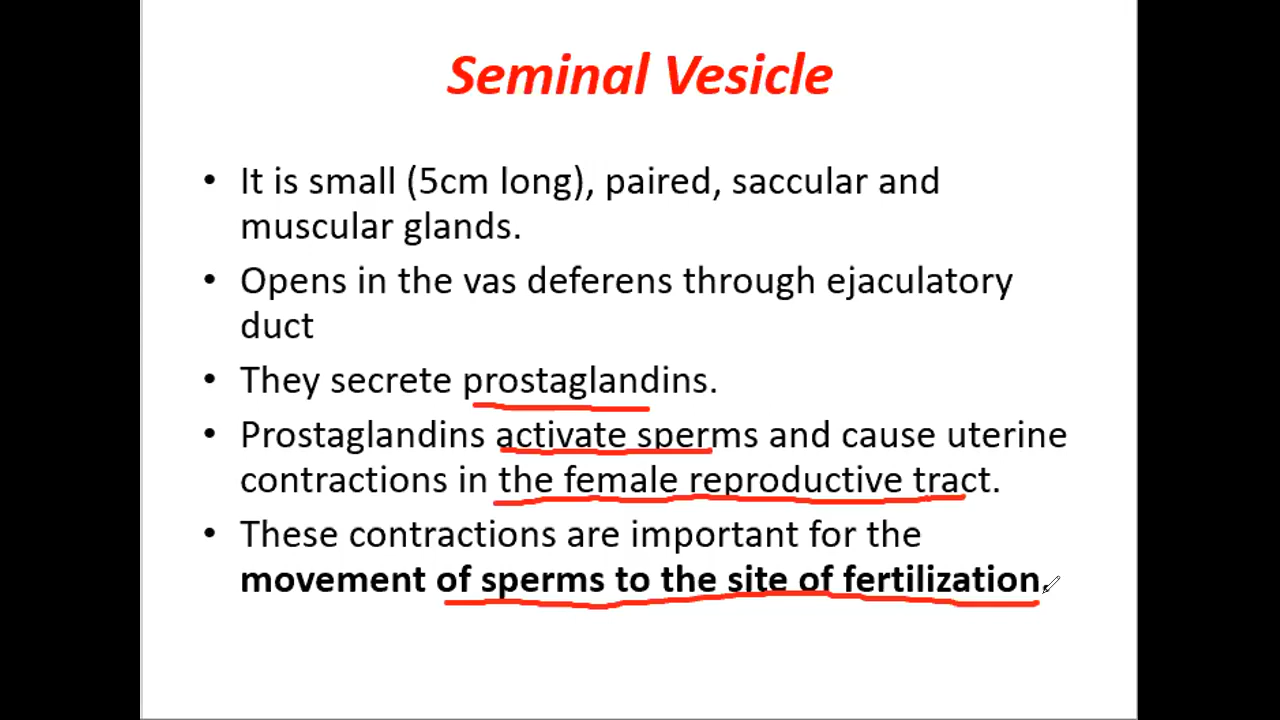 Seminal Vesicle
• It is small (5cm long), paired, saccular and
muscular glands.
• Opens in the vas deferens through ejaculatory
duct
• They secrete prostaglandins.
• Prostaglandins activate sperms and cause uterine
contractions in the female reproductive tract.
• These contractions are important for the
movement of sperms to the site of fertilization.